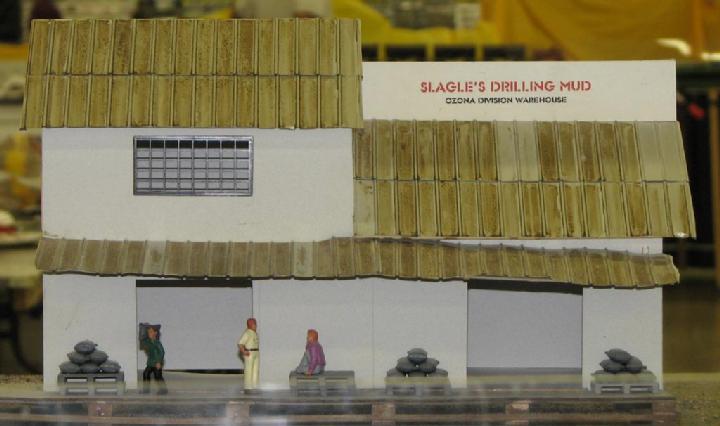 SLAGLE'S DRILLING MUD
OZONA DIVISION WAREHOUSE